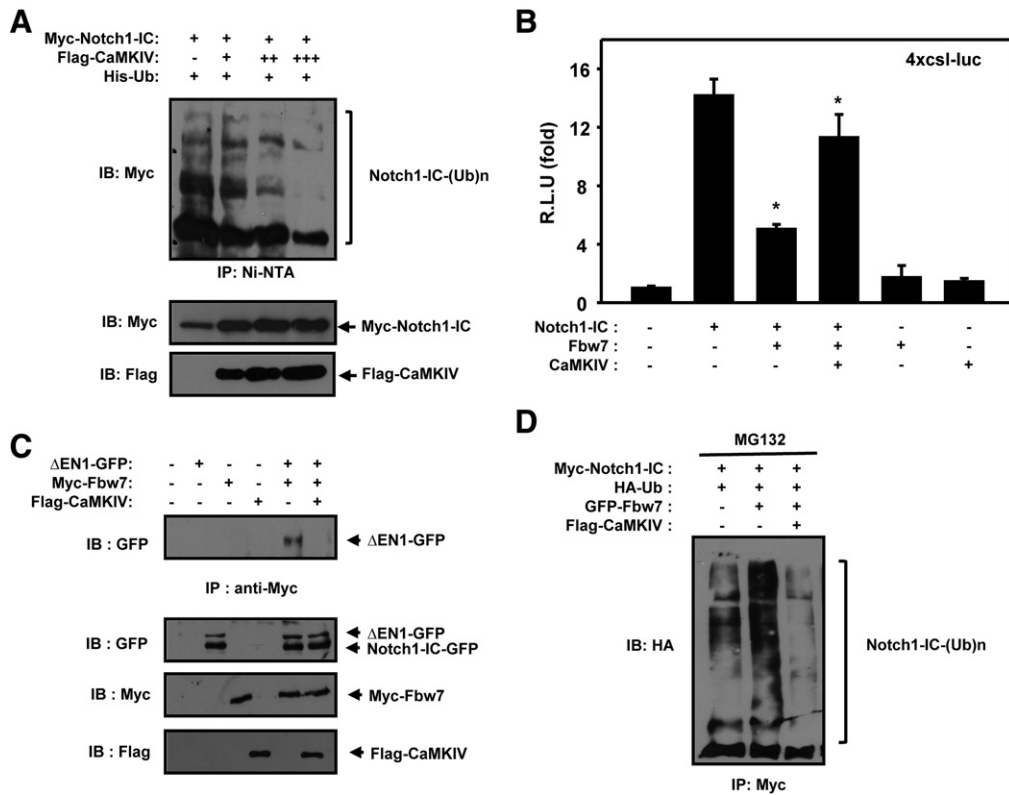 A
Myc-Notch1-IC: + + + +
Flag-CaMKIV: - + ++ +++
His-Ub: + + + +
IB: Myc
Notch1-IC-(Ub)n
IP: Ni-NTA
IB: Myc
Myc-Notch1-IC
IB: Flag
Flag-CaMKIV
B
4xcsl-luc
R.L.U (fold)
16
12
8
4
0
* *
Notch1-IC : - + + + - -
Fbw7 : - - + + + -
CaMKIV : - - - + - +
C
ΔEN1-GFP: - + - - + +
Myc-Fbw7: - - + - + +
Flag-CaMKIV: - - - + - +
IB : GFP
ΔEN1-GFP
IP : anti-Myc
IB : GFP
ΔEN1-GFP
Notch1-IC-GFP
IB : Myc
Myc-Fbw7
IB : Flag
Flag-CaMKIV
D
MG132
Myc-Notch1-IC : + + +
HA-Ub : + + +
GFP-Fbw7 : - + +
Flag-CaMKIV : - - +
IB: HA
Notch1-IC-(Ub)n
IP: Myc